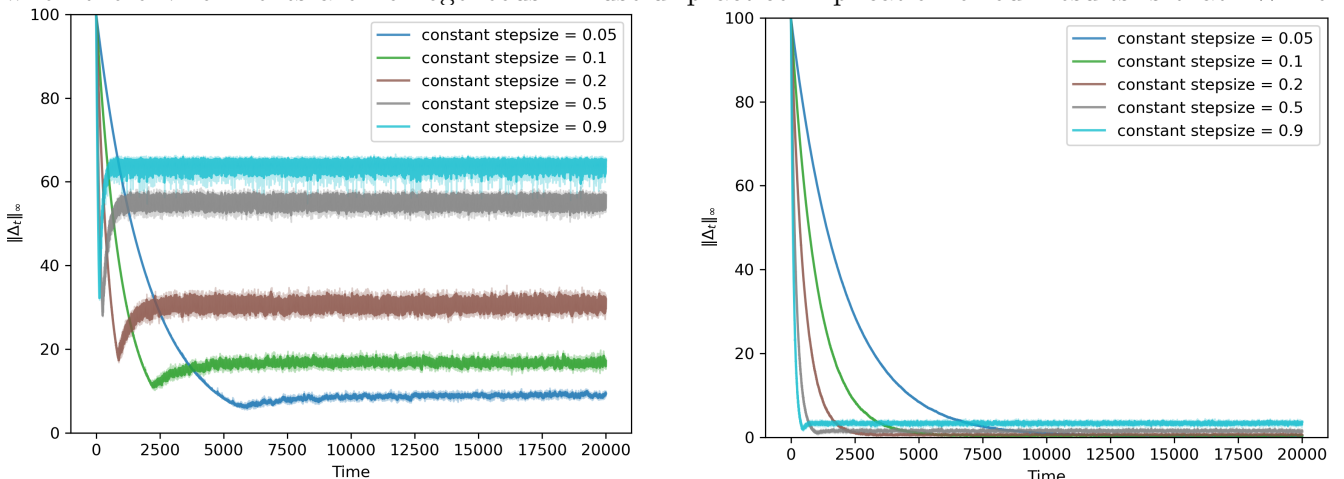 100
80
60
40
20
0
‖Δt‖∞
0 2500 5000 7500 10000 12500 15000 17500 20000
Time
constant stepsize = 0.05
constant stepsize = 0.1
constant stepsize = 0.2
constant stepsize = 0.5
constant stepsize = 0.9
100
80
60
40
20
0
‖Δt‖∞
0 2500 5000 7500 10000 12500 15000 17500 20000
Time
constant stepsize = 0.05
constant stepsize = 0.1
constant stepsize = 0.2
constant stepsize = 0.5
constant stepsize = 0.9